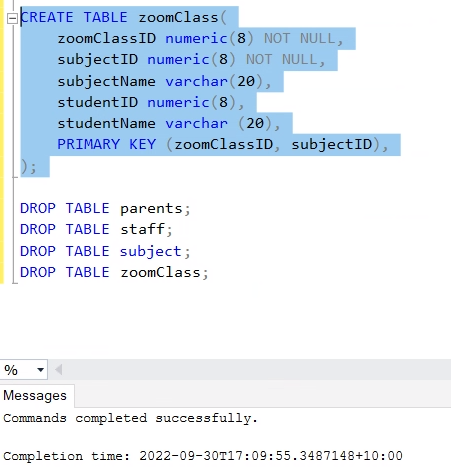 CREATE TABLE zoomClass(
zoomClassID numeric(8) NOT NULL,
subjectID numeric(8) NOT NULL,
subjectName varchar(20),
studentID numeric(8),
studentName varchar (20),
PRIMARY KEY (zoomClassID, subjectID),
);
DROP TABLE parents;
DROP TABLE staff;
DROP TABLE subject;
DROP TABLE zoomClass;
%
Messages
Commands completed successfully.
Completion time: 2022-09-30T17:09:55.3487148+10:00